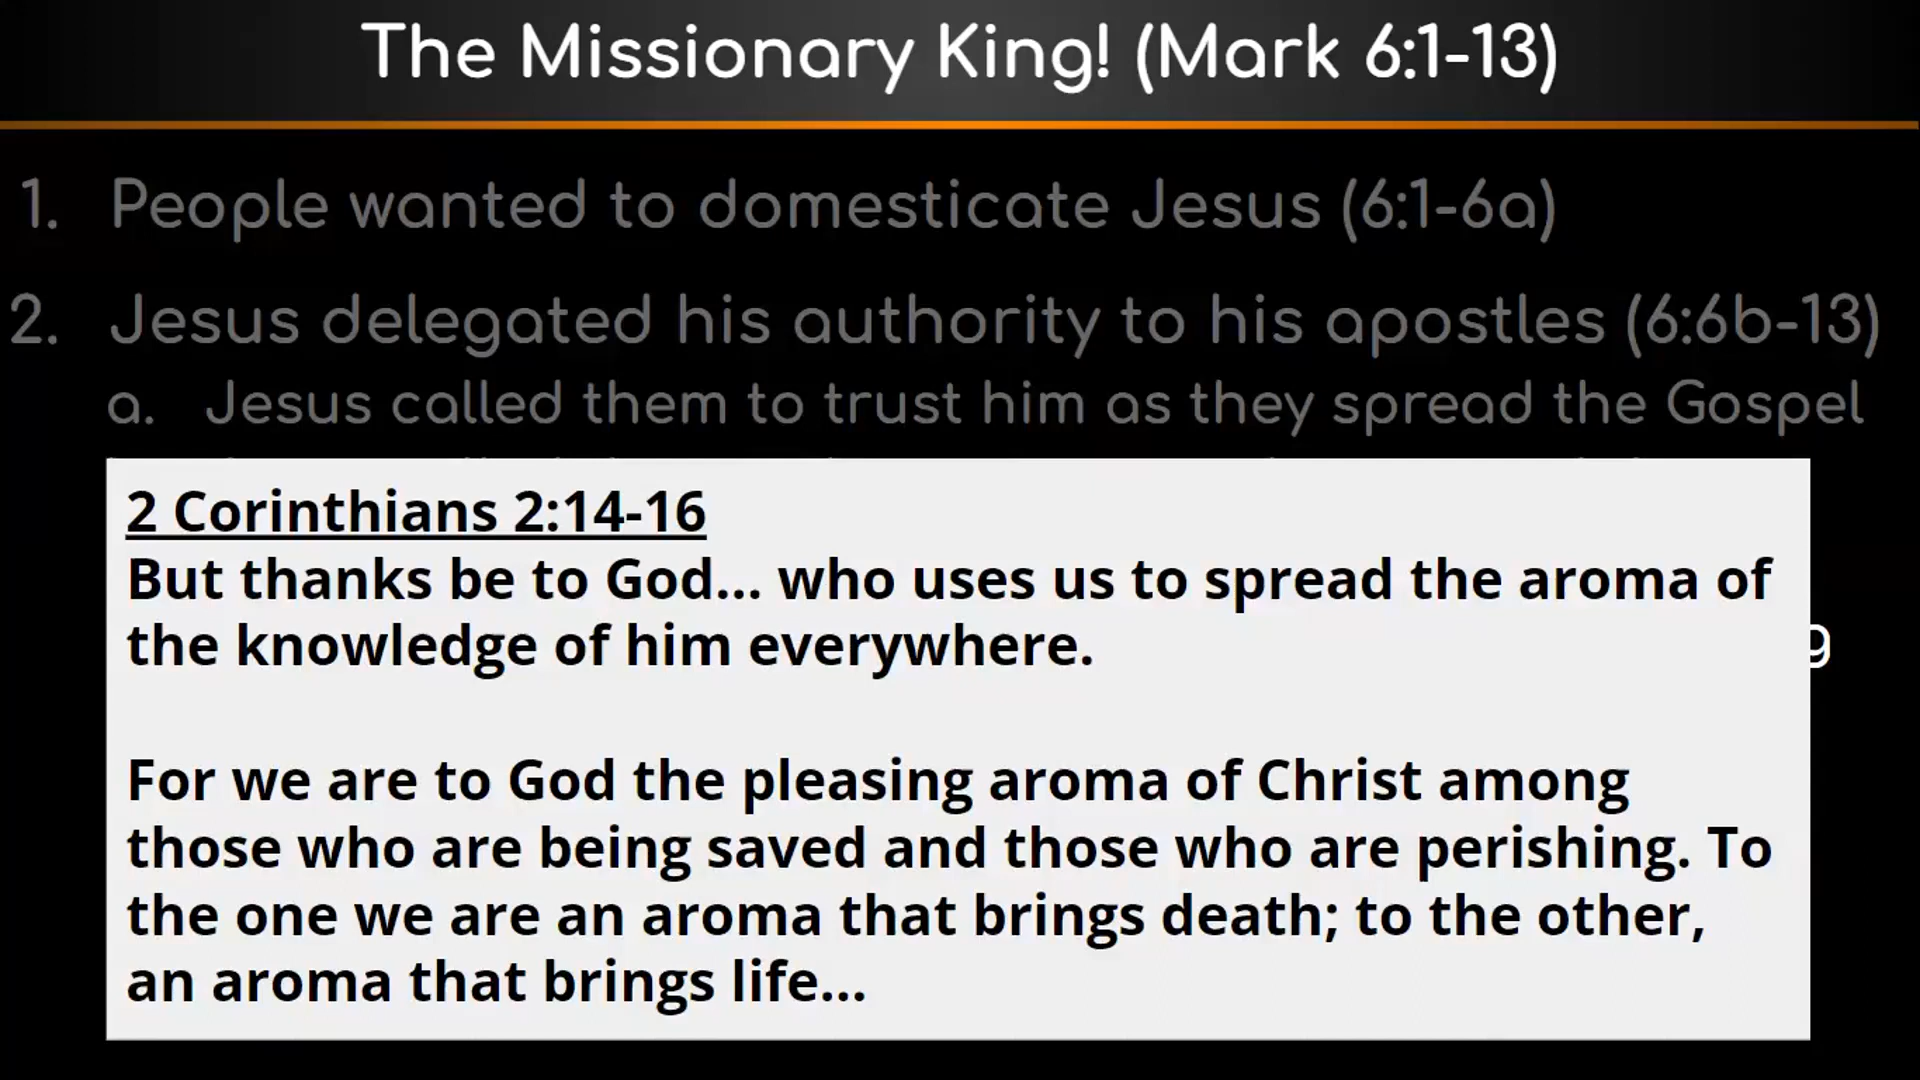 The Missionary King! (Mark 6:1-13)
1. People wanted to domesticate Jesus (6:1-6a)
2. Jesus delegated his authority to his apostles (6:6b-13)
a. Jesus called them to trust him as they spread the Gospel
2 Corinthians 2:14-16
But thanks be to God... who uses us to spread the aroma of
the knowledge of him everywhere.
For we are to God the pleasing aroma of Christ among
those who are being saved and those who are perishing. To
the one we are an aroma that brings death; to the other,
an aroma that brings life...